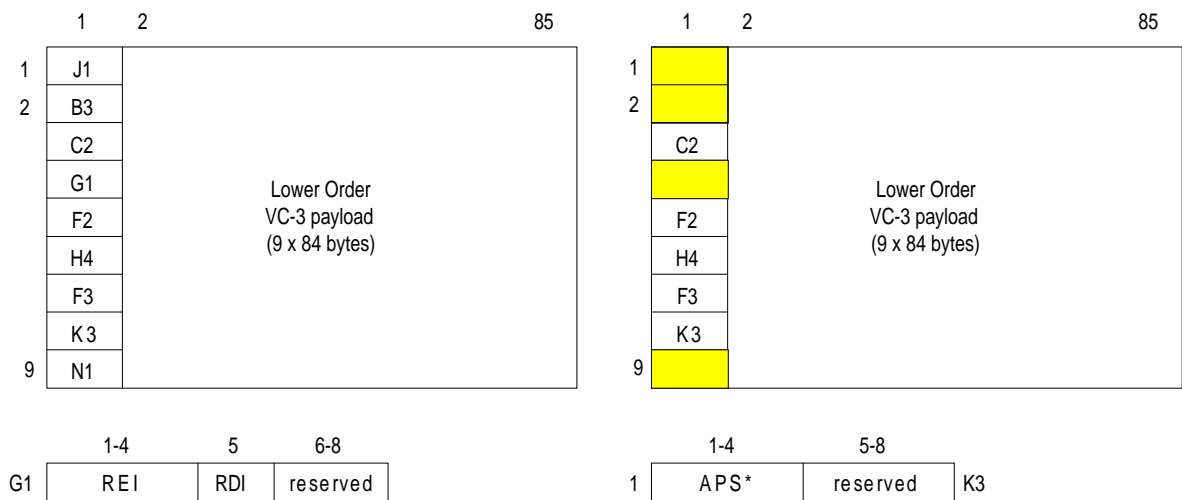 1 2 85
1 J1
2 B3
C2
G1
F2
H4
F3
K3
9 N1
Lower Order
VC-3 payload
(9 x 84 bytes)
1 2 85
1
2
C2
F2
H4
F3
K3
9
Lower Order
VC-3 payload
(9 x 84 bytes)
1-4 5 6-8
G1 REI RDI reserved
1-4 5-8
1 APS* reserved K3